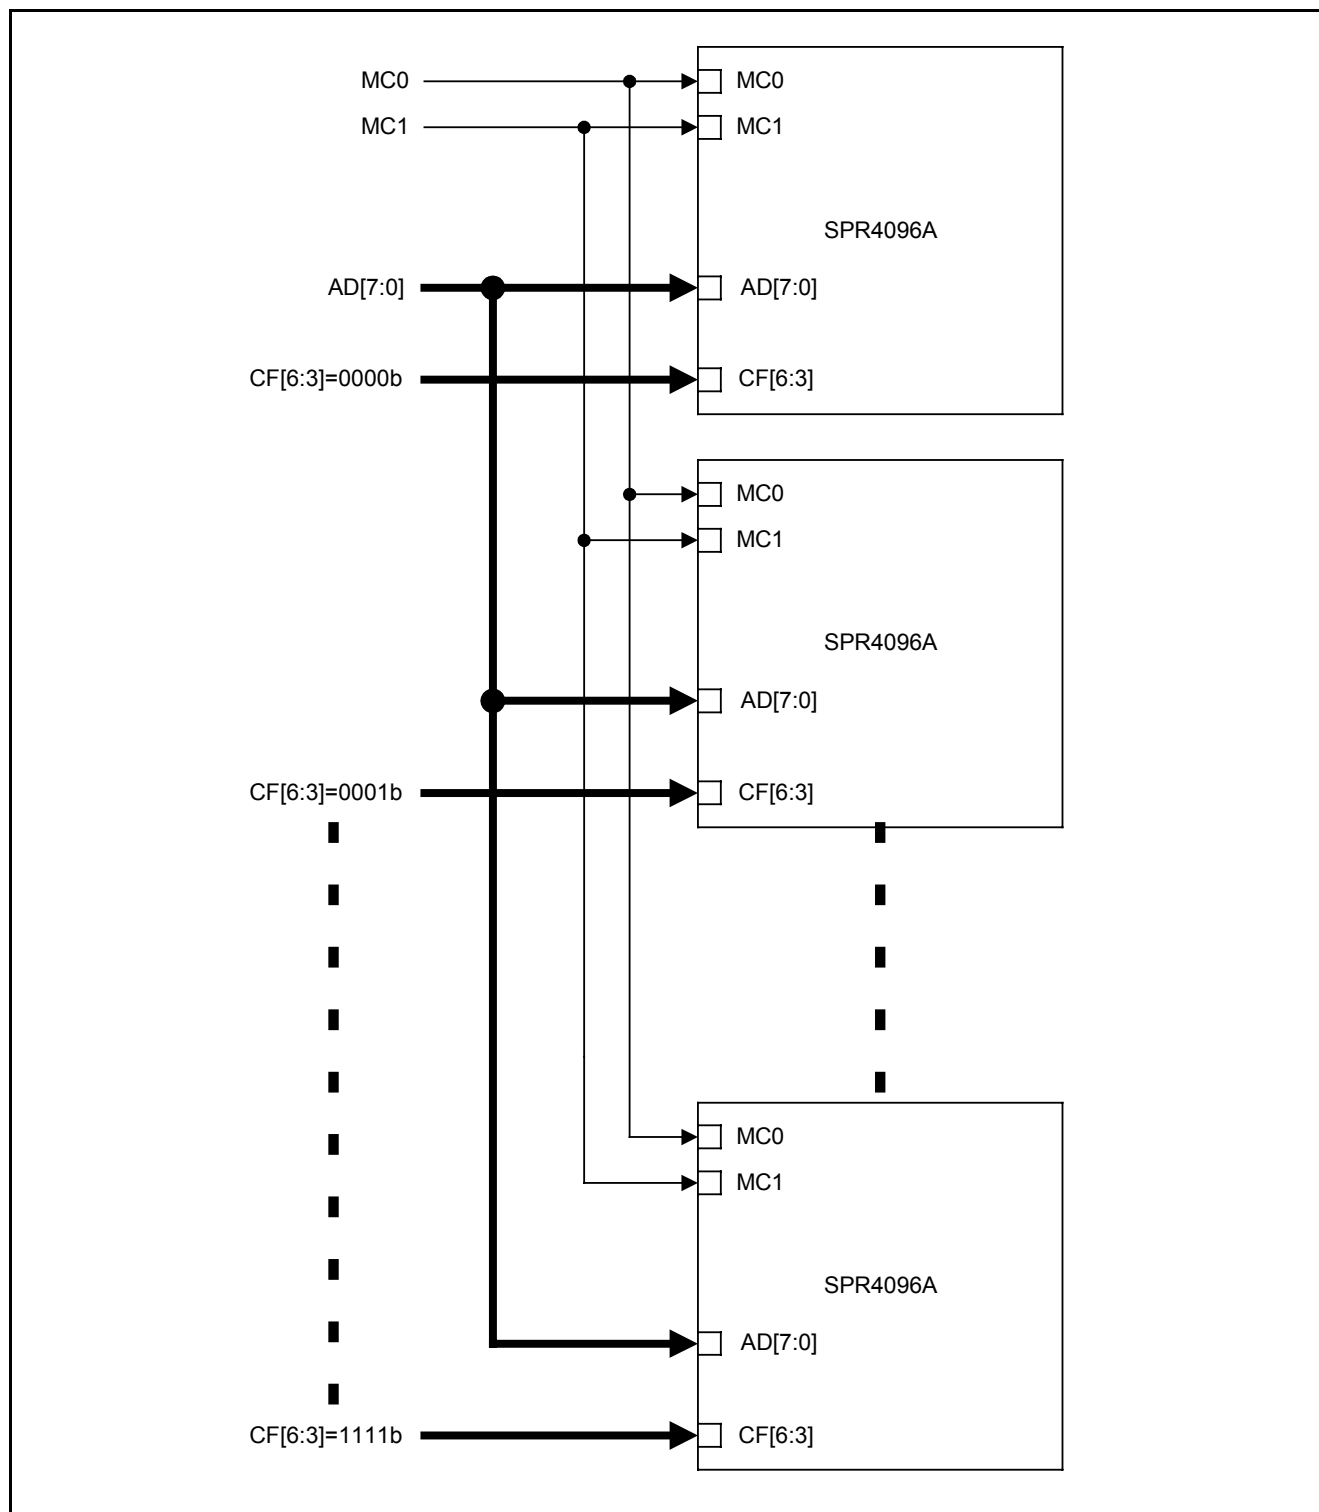 MC0 MC0
MC1 MC1
SPR4096A
AD[7:0] AD[7:0]
CF[6:3]=0000b CF[6:3]
MC0
MC1
SPR4096A
AD[7:0]
CF[6:3]=0001b CF[6:3]
MC0
MC1
SPR4096A
AD[7:0]
CF[6:3]=1111b CF[6:3]